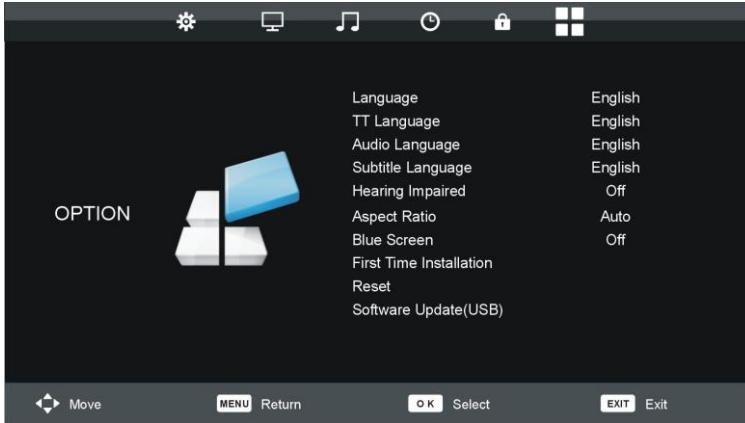 OPTION
Language English
TT Language English
Audio Language English
Subtitle Language English
Hearing Impaired Off
Aspect Ratio Auto
Blue Screen Off
First Time Installation
Reset
Software Update(USB)
Move MENU Return OK Select EXIT Exit